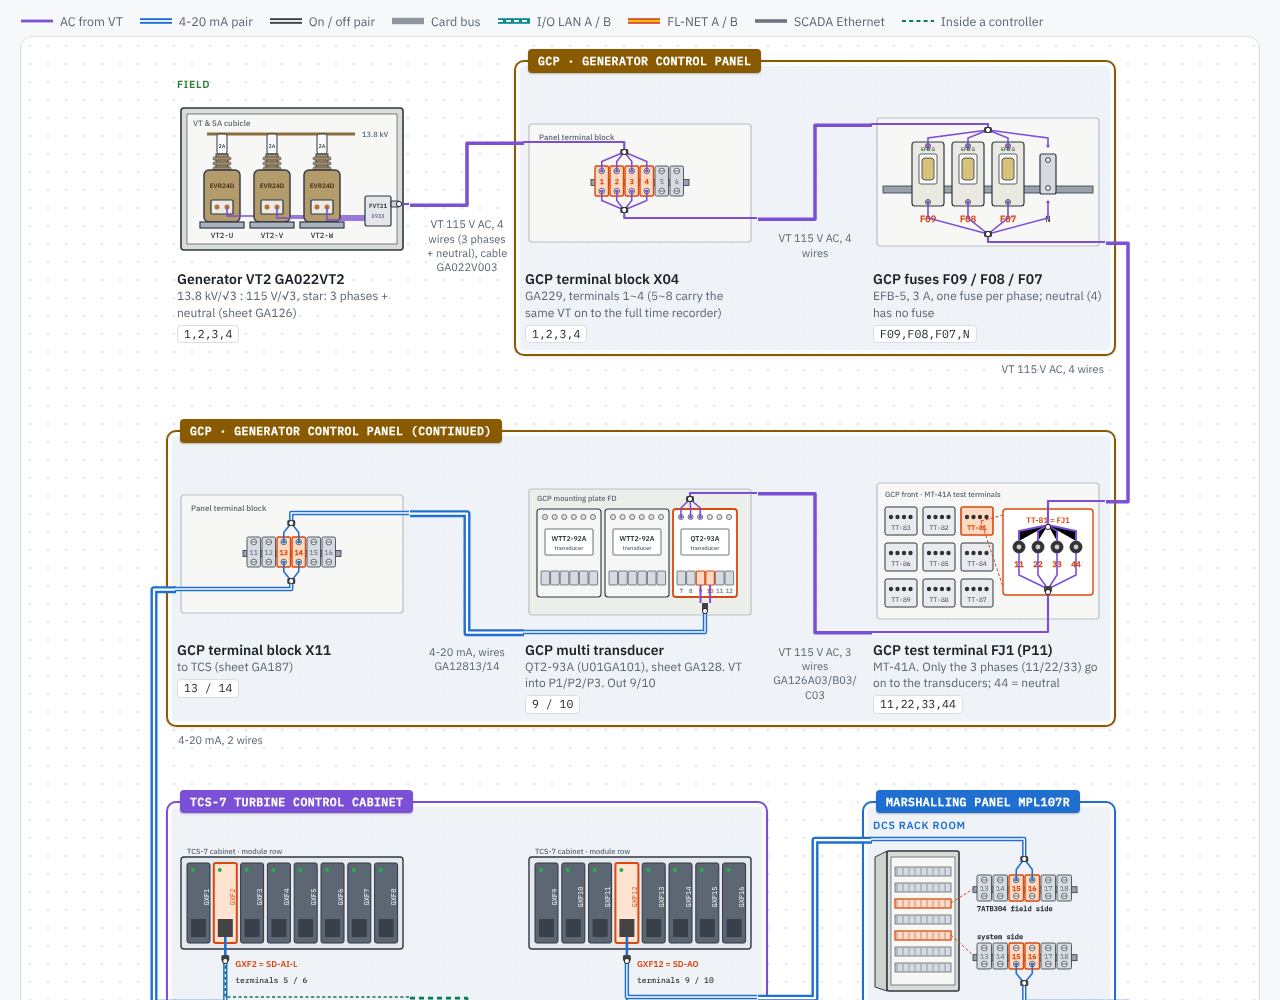 AC from VT
4-20 mA pair
On / off pair
Card bus
I/O LAN A / B
FL-NET A / B
SCADA Ethernet
Inside a controller
FIELD
VT & SA cubicle
13.8 kV
2A
2A
2A
EVR24D
EVR24D
EVR24D
FVT21
E933
VT2-U
VT2-V
VT2-W
Generator VT2 GA022VT2
13.8 kV/√3 : 115 V/√3, star: 3 phases +
neutral (sheet GA126)
1,2,3,4
VT 115 V AC, 4
wires (3 phases
+ neutral), cable
GA022V003
GCP · GENERATOR CONTROL PANEL
Panel terminal block
1 2 3 4 5 6
GCP terminal block X04
GA229, terminals 1~4 (5~8 carry the
same VT on to the full time recorder)
1,2,3,4
VT 115 V AC, 4
wires
EFB-5
EFB-5
EFB-5
F09
F08
F07
N
GCP fuses F09 / F08 / F07
EFB-5, 3 A, one fuse per phase; neutral (4)
has no fuse
F09,F08,F07,N
VT 115 V AC, 4 wires
GCP · GENERATOR CONTROL PANEL (CONTINUED)
Panel terminal block
11 12 13 14 15 16
GCP terminal block X11
to TCS (sheet GA187)
13 / 14
4-20 mA, wires
GA12813/14
GCP mounting plate FD
WTT2-92A
transducer
WTT2-92A
transducer
QT2-93A
transducer
7 8 9 10 11 12
GCP multi transducer
QT2-93A (U01GA101), sheet GA128. VT
into P1/P2/P3. Out 9/10
9 / 10
VT 115 V AC, 3
wires
GA126A03/B03/
C03
GCP front · MT-41A test terminals
TT-83
TT-82
TT-81
TT-86
TT-85
TT-84
TT-89
TT-88
TT-87
TT-81 = FJ1
11 22 33 44
GCP test terminal FJ1 (P11)
MT-41A. Only the 3 phases (11/22/33) go
on to the transducers; 44 = neutral
11,22,33,44
4-20 mA, 2 wires
TCS-7 TURBINE CONTROL CABINET
TCS-7 cabinet · module row
GXF1
GXF2
GXF3
GXF4
GXF5
GXF6
GXF7
GXF8
GXF2 = SD-AI-L
terminals 5 / 6
TCS-7 cabinet · module row
GXF9
GXF10
GXF11
GXF12
GXF13
GXF14
GXF15
GXF16
GXF12 = SD-AO
terminals 9 / 10
MARSHALLING PANEL MPL107R
DCS RACK ROOM
13 14 15 16 17 18
7ATB304 field side
system side
13 14 15 16 17 18